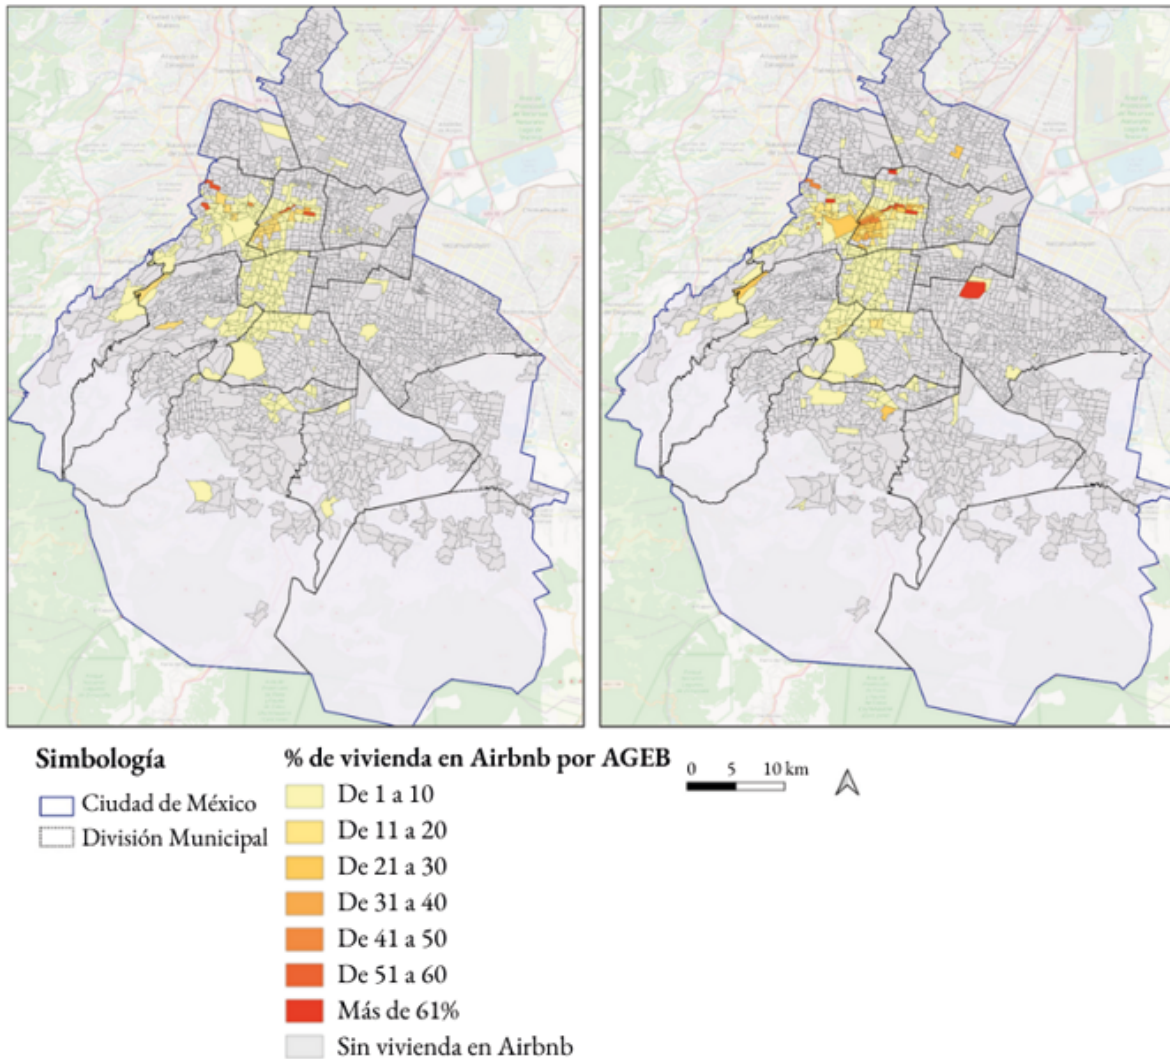 Simbología
Ciudad de México
División Municipal
% de vivienda en Airbnb por AGEB
De 1 a 10
De 11 a 20
De 21 a 30
De 31 a 40
De 41 a 50
De 51 a 60
Más de 61%
Sin vivienda en Airbnb
0 5 10 km